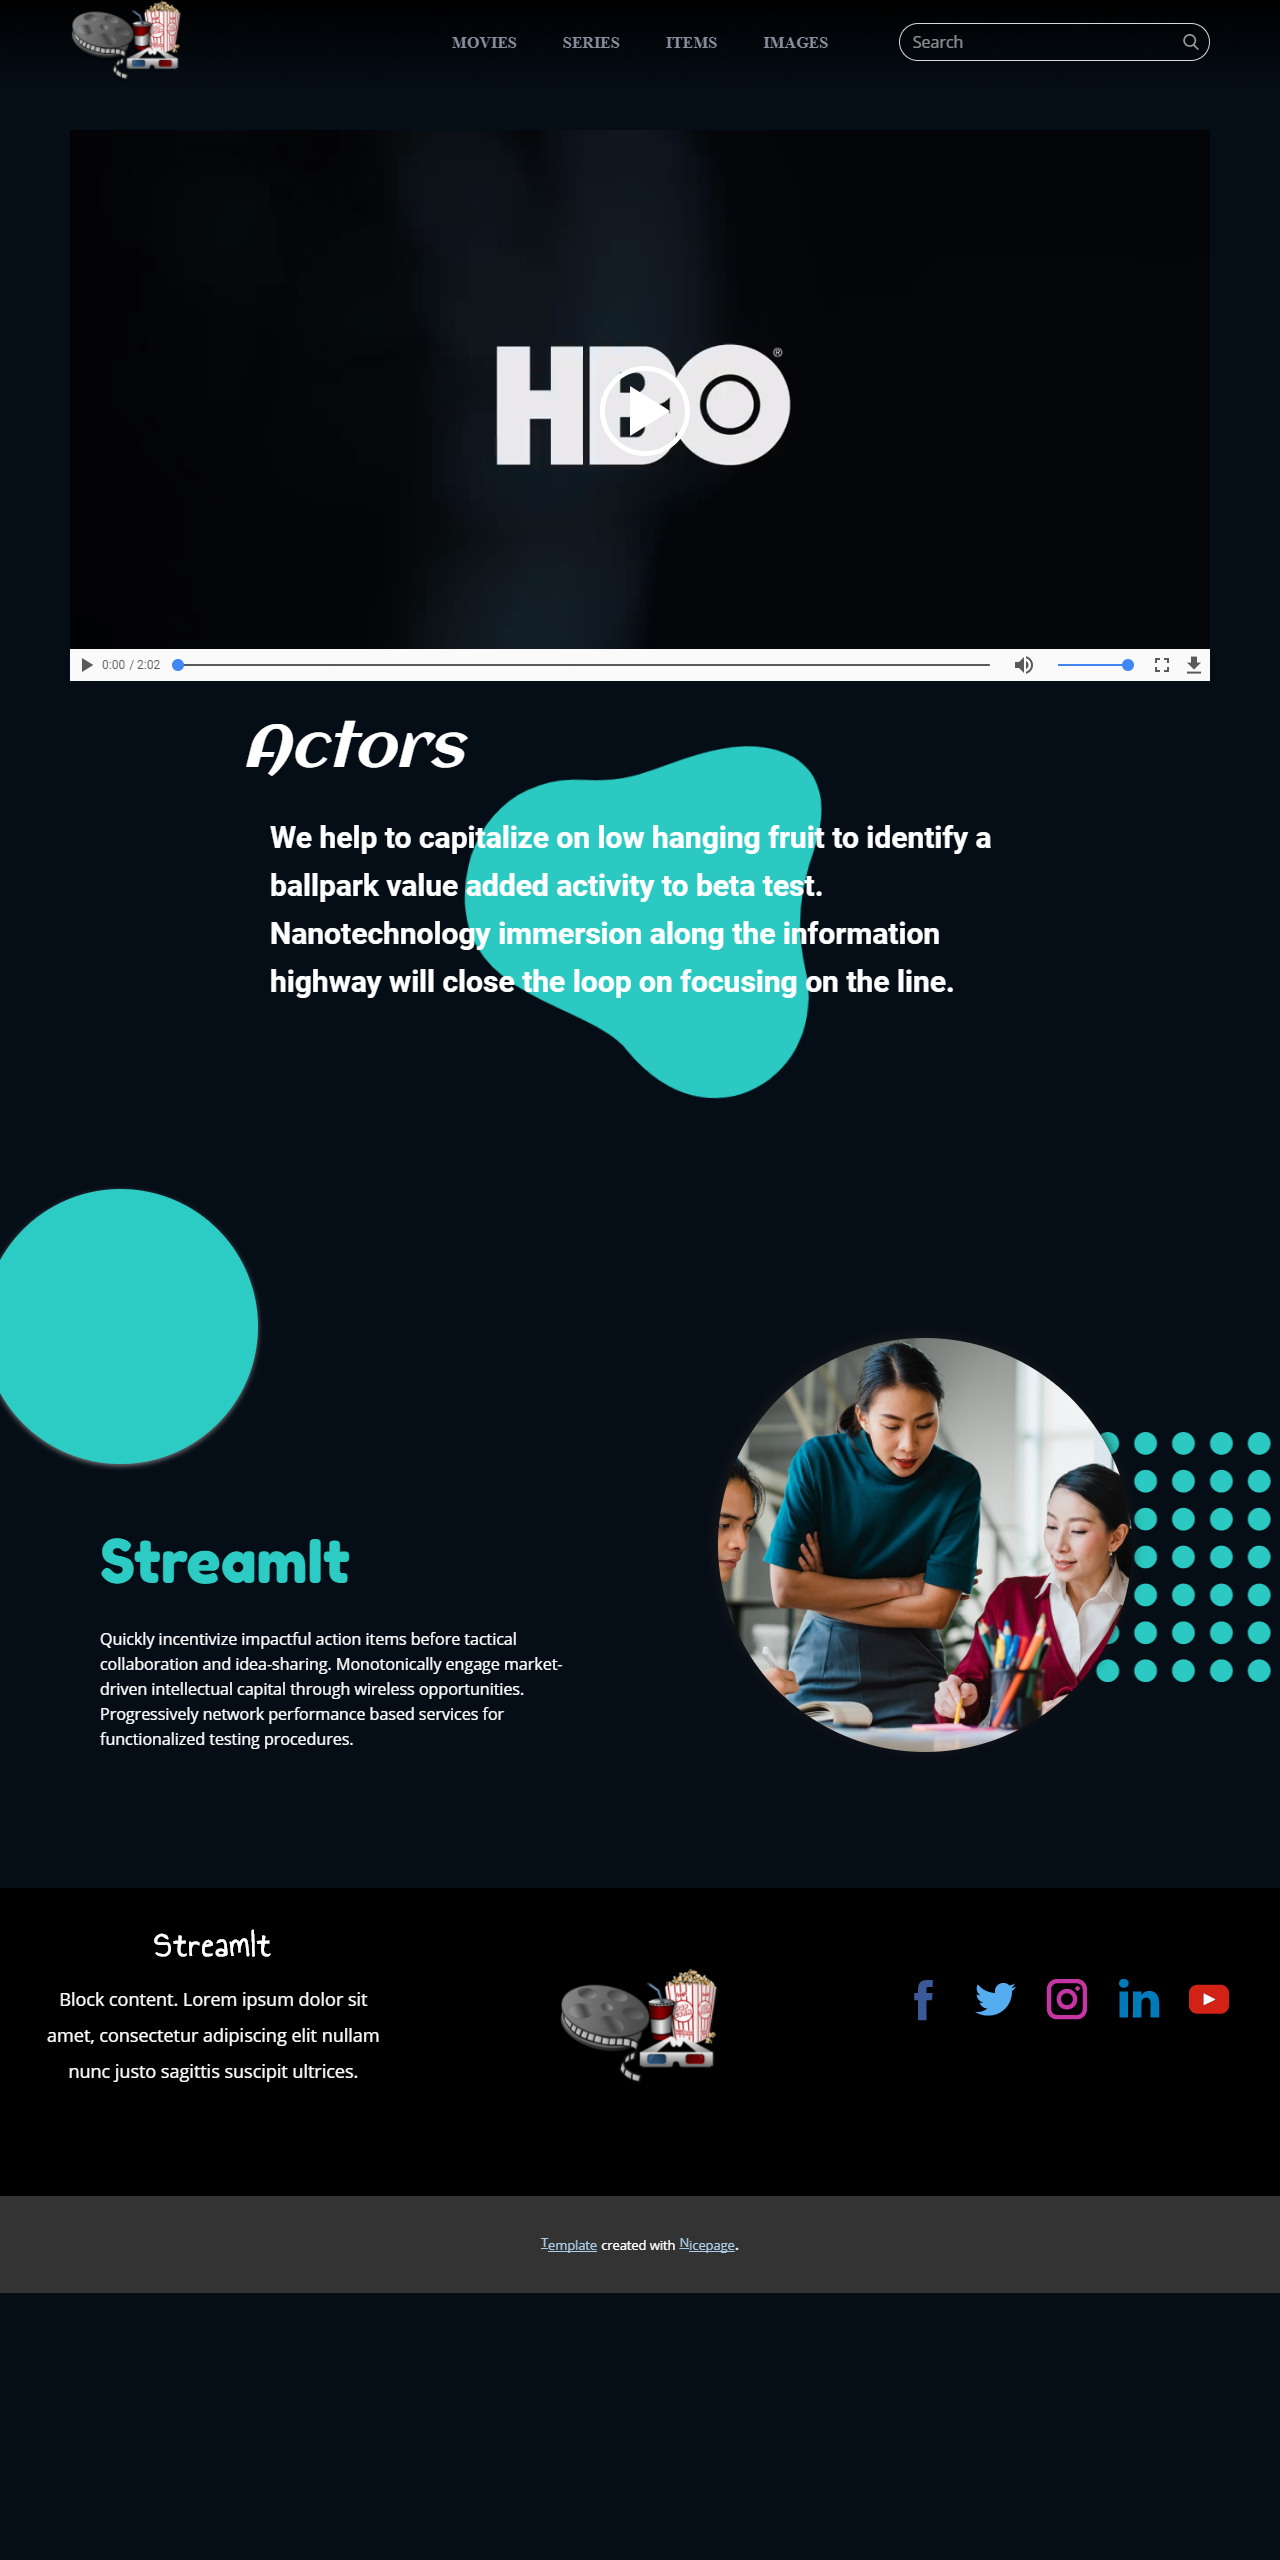 MOVIES SERIES ITEMS IMAGES Search
HBO®
0:00 / 2:02
Actors
We help to capitalize on low hanging fruit to identify a
ballpark value added activity to beta test.
Nanotechnology immersion along the information
highway will close the loop on focusing on the line.
StreamIt
Quickly incentivize impactful action items before tactical
collaboration and idea-sharing. Monotonically engage market-
driven intellectual capital through wireless opportunities.
Progressively network performance based services for
functionalized testing procedures.
StreamIt
Block content. Lorem ipsum dolor sit
amet, consectetur adipiscing elit nullam
nunc justo sagittis suscipit ultrices.
Template created with Nicepage.